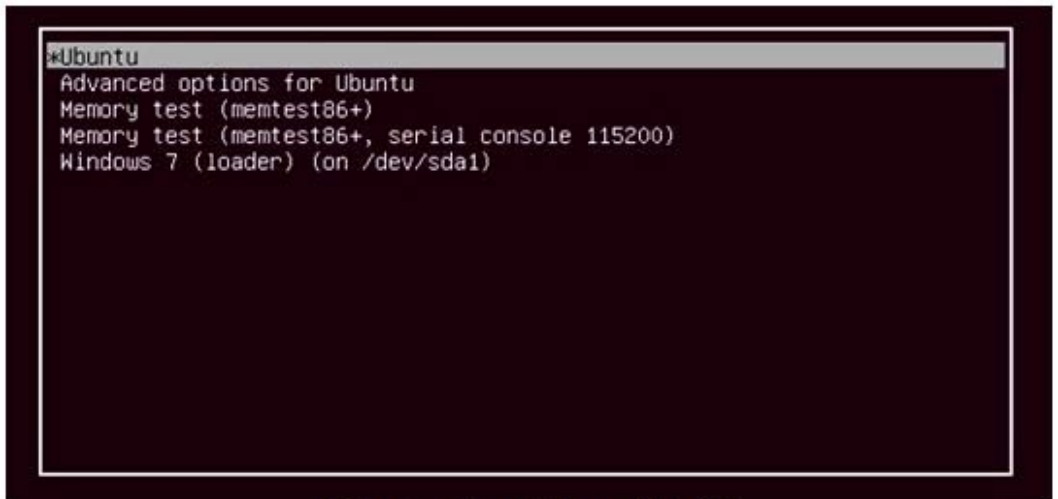 *Ubuntu
Advanced options for Ubuntu
Memory test (memtest86+)
Memory test (memtest86+, serial console 115200)
Windows 7 (loader) (on /dev/sda1)